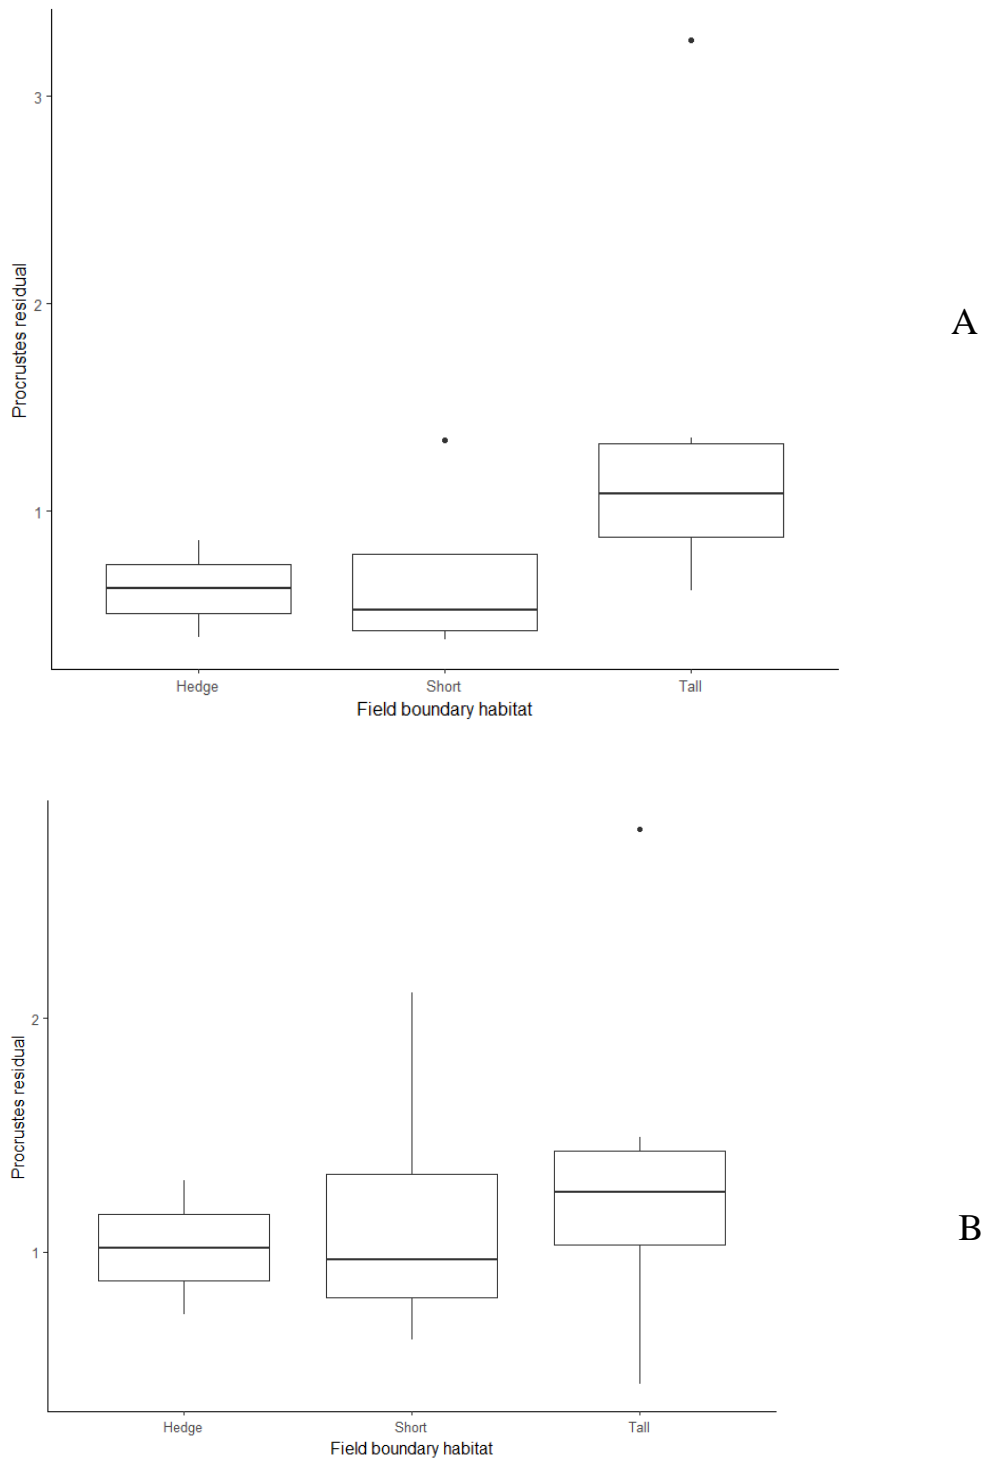 3
2
1
Procrustes residual
Hedge Short Tall
Field boundary habitat
A
2
1
Procrustes residual
Hedge Short Tall
Field boundary habitat
B